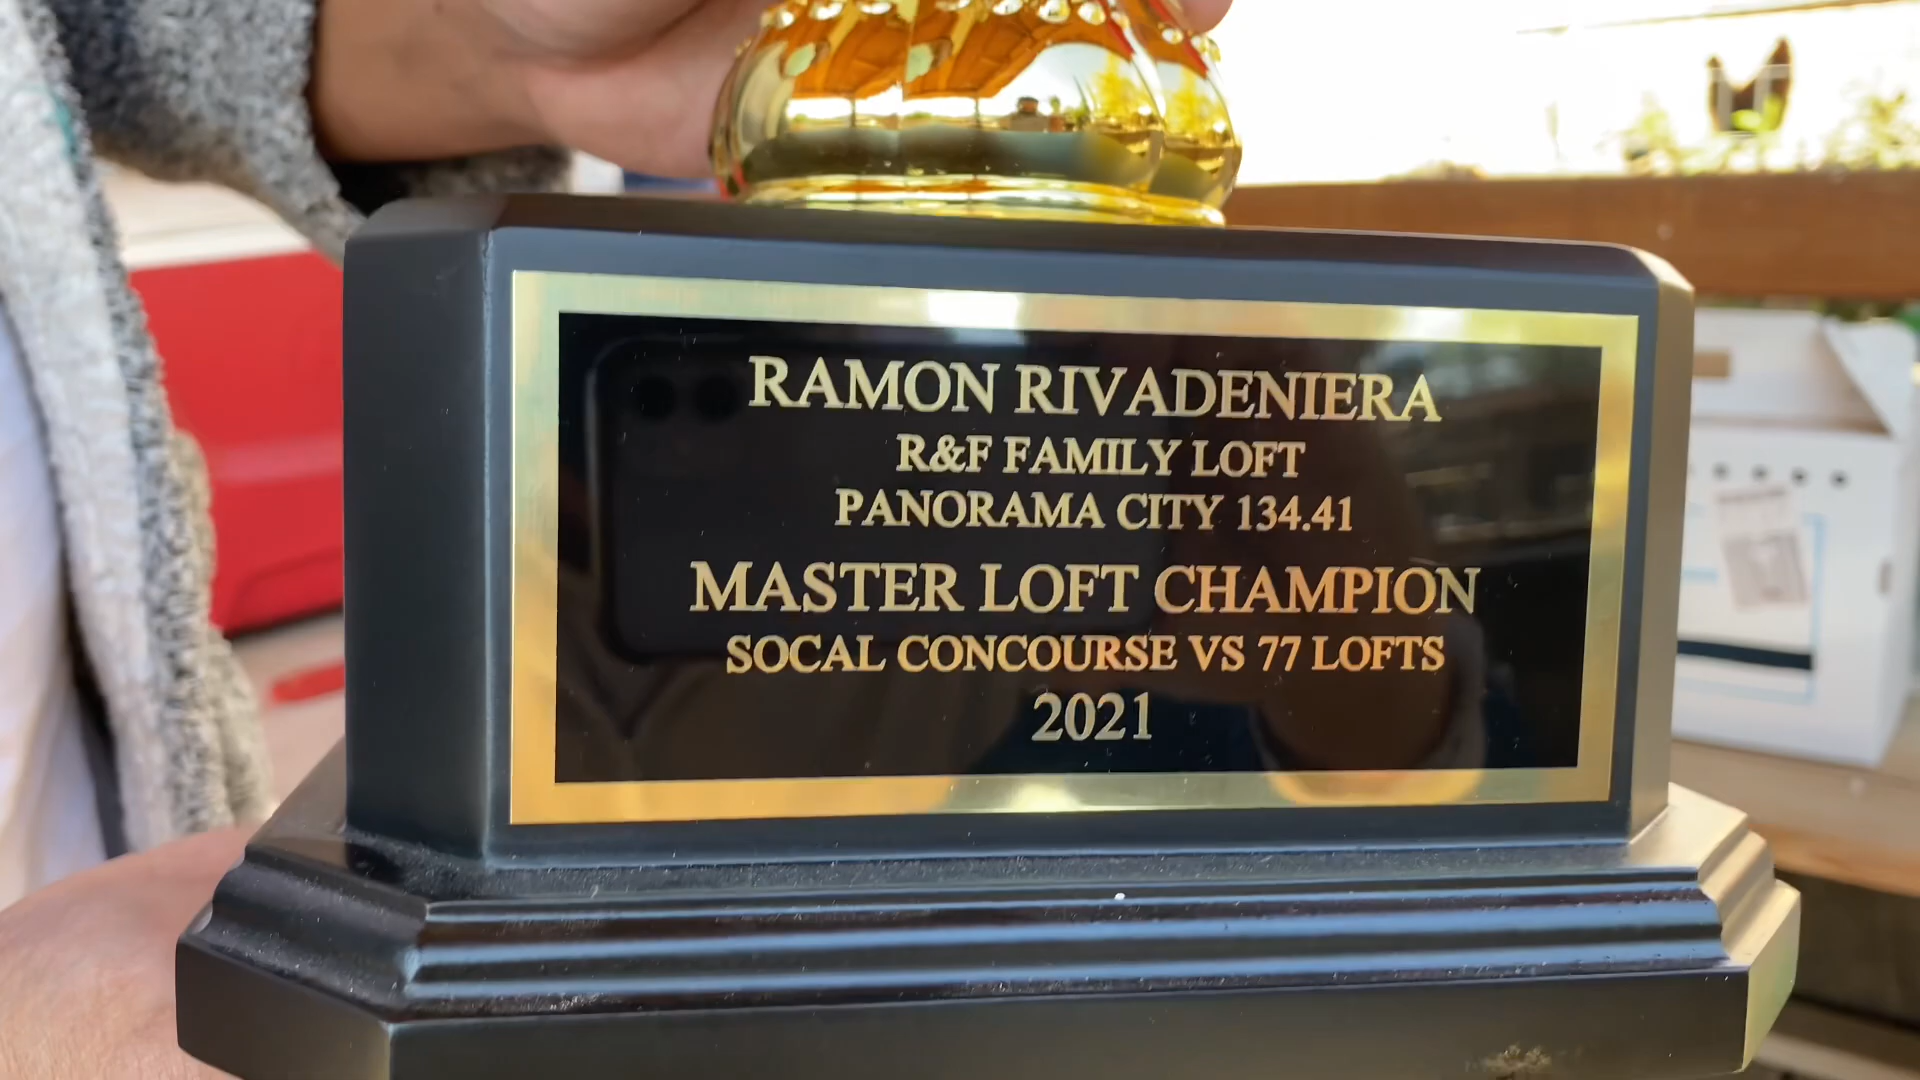 RAMON RIVADENIERA
R&F FAMILY LOFT
PANORAMA CITY 134.41
MASTER LOFT CHAMPION
SOCAL CONCOURSE VS 77 LOFTS
2021